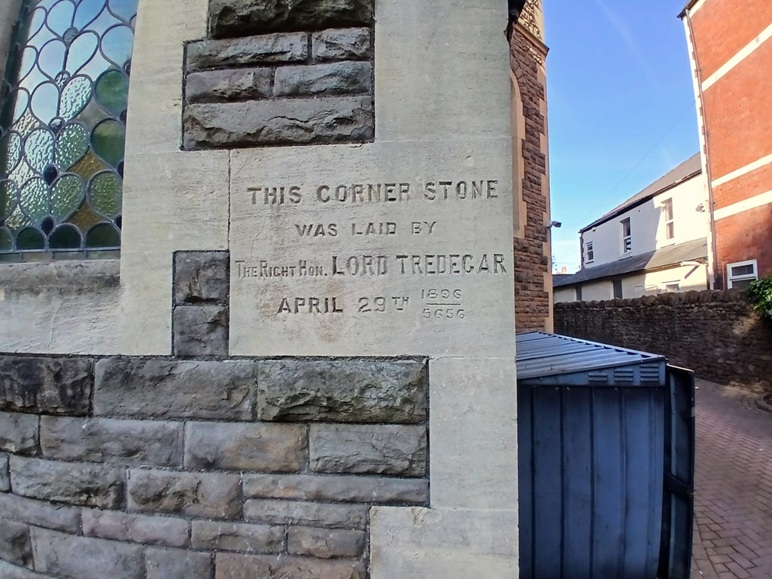 THIS CORNER STONE
WAS LAID BY
THE RIGHT HON. LORD TREDEGAR
APRIL 29TH 1896
5656